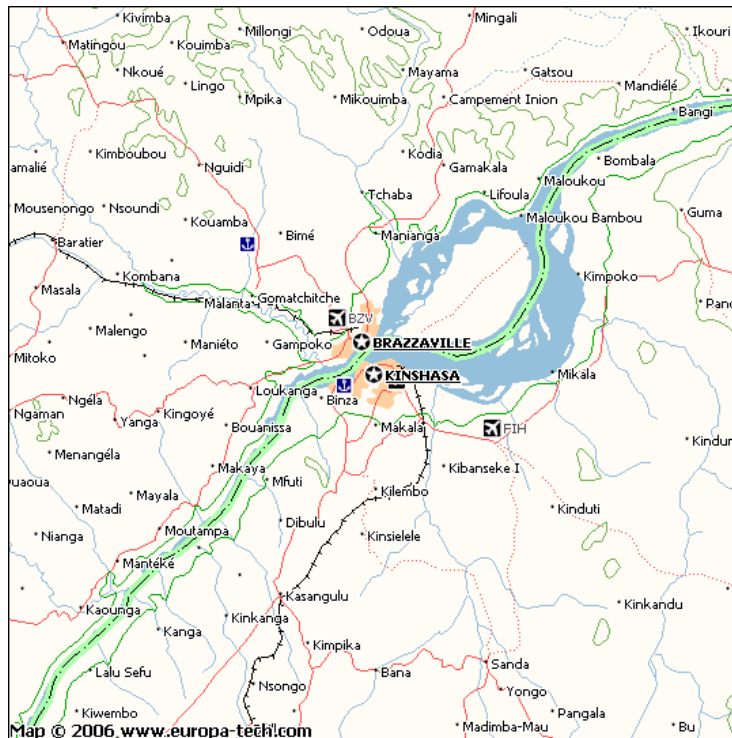 Kivimba
Millongi
Odoua
Mingali
Ikouri
Matingou
Kouimba
Nkoué
Lingo
Mayama
Gatsou
Mandiélé
Mpika
Mikouimba
Campement Inion
Bangi
Kimboubou
Nguidi
Kodia
Bombala
amalié
Gamakala
Maloukou
Tchaba
Lifoula
Mousenongo
Nsoundi
Kouamba
Guma
Bimé
Manianga
Maloukou Bambou
Baratier
Kombana
Kimpoko
Masala
Malanta
Gomatchitche
Pano
BZV
Malengo
Maniéto
Gampoko
BRAZZAVILLE
Mitoko
KINSHASA
Mikála
Loukanga
Binza
Ngéla
Ngaman
Yanga
Kingoyé
Bouanissa
Makala
FIH
Kindun
Menangéla
Makaya
Kibanseke I
ouaoua
Mfuti
Matadi
Mayala
Kilembo
Kinduti
Nianga
Moutampa
Dibulu
Kinsielele
Mantéké
Kaounga
Kasangulu
Kinkandu
Kanga
Kinkanga
Kimpika
Lalu Sefu
Bana
Sanda
Nsongo
Yongo
Kiwembo
Pangala
Madimba-Mau
Bu
Map © 2006 www.europa-tech.com